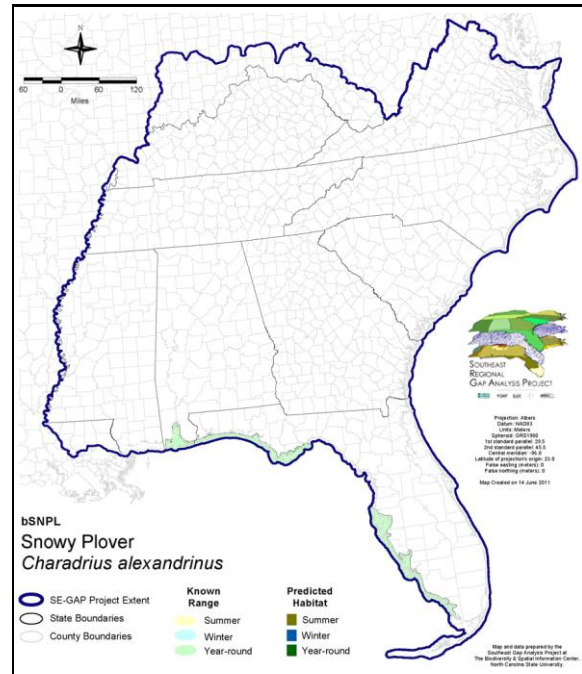 N
60 30 0 60 120
Miles
SOUTHEAST
REGIONAL
GAP ANALYSIS PROJECT
Projection: Albers
Datum: NAD83
Units: Meters
Spheroid: GRS1980
1st standard parallel: 29.5
2nd standard parallel: 45.5
Central meridian: -96.0
Latitude of projection's origin: 23.0
False easting (meters): 0
False northing (meters): 0
Map Created on 14 June 2011
bSNPL
Snowy Plover
Charadrius alexandrinus
SE-GAP Project Extent
State Boundaries
County Boundaries
Known
Range
Summer
Winter
Year-round
Predicted
Habitat
Summer
Winter
Year-round
Map and data prepared by the
Southeast Gap Analysis Project at
The Biodiversity & Spatial Information Center,
North Carolina State University.